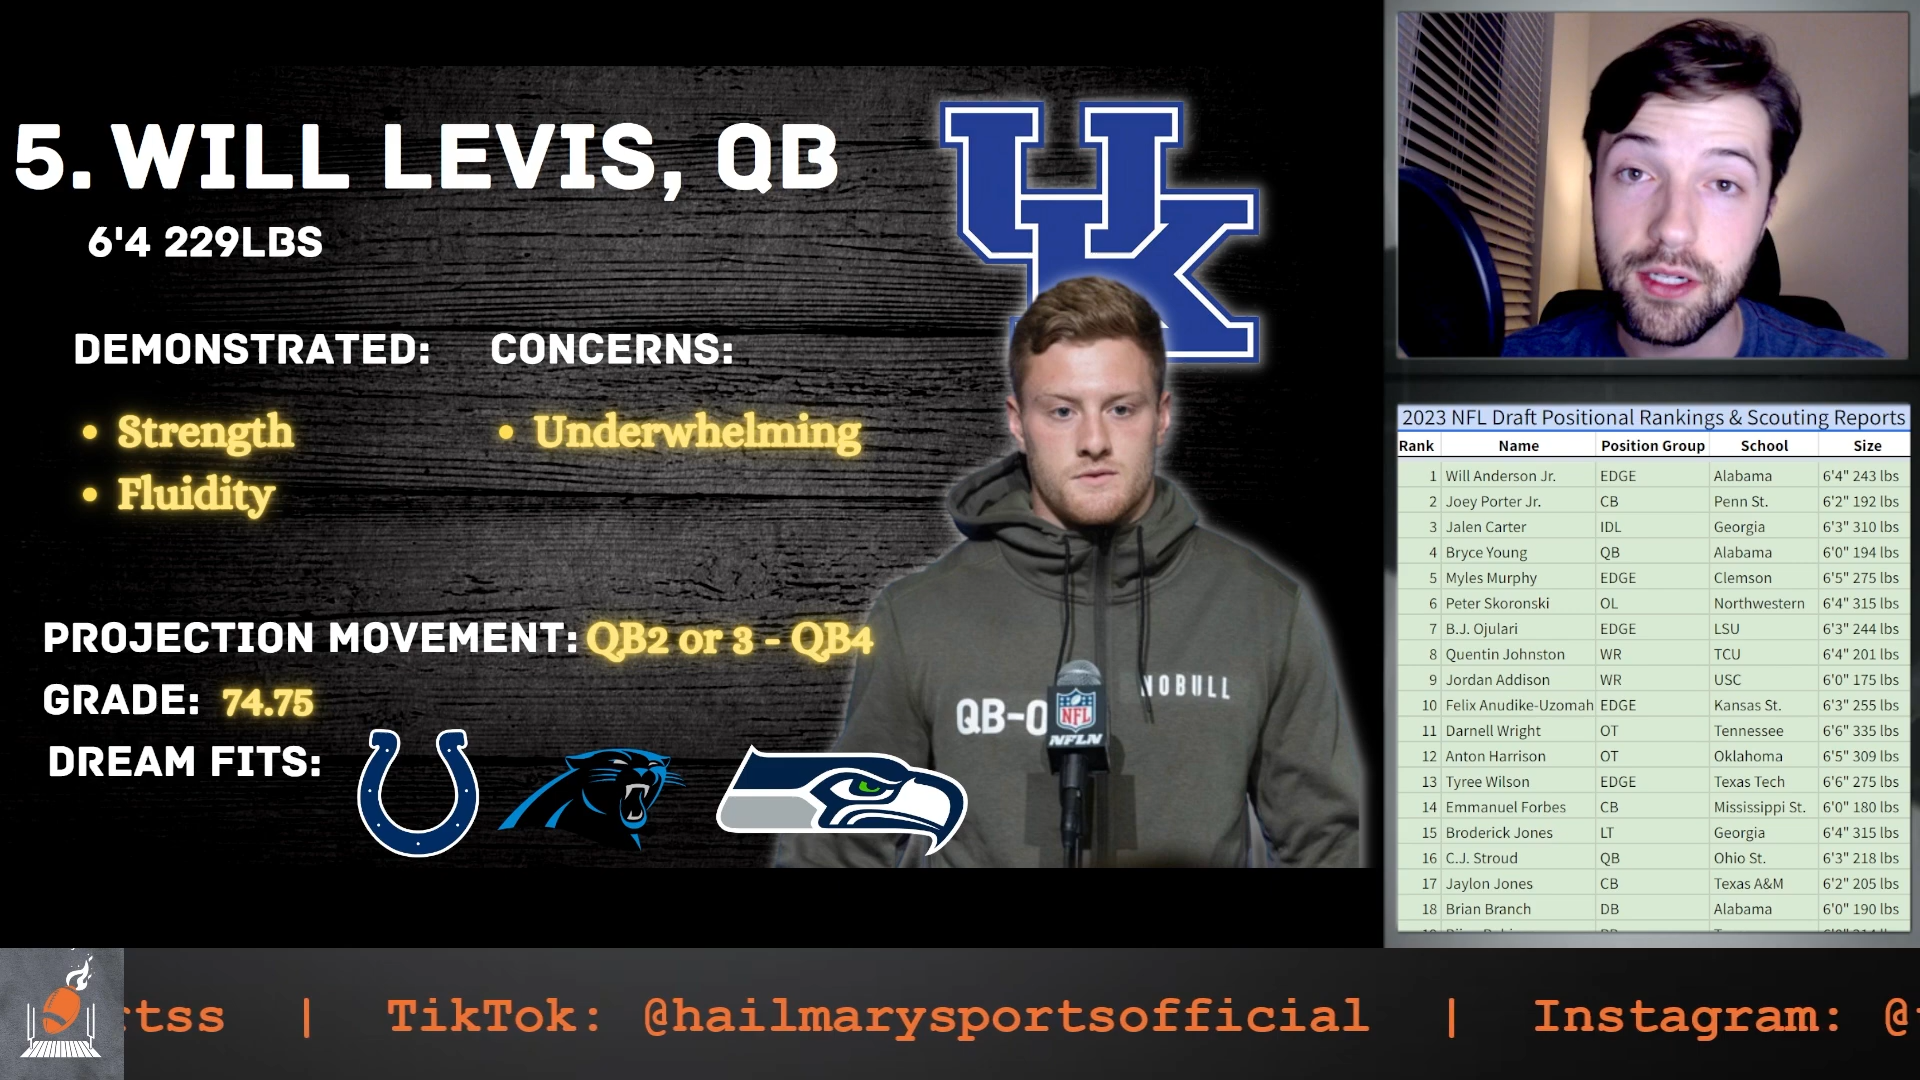 5. WILL LEVIS, QB
6'4 229LBS
DEMONSTRATED:
• Strength
• Fluidity
CONCERNS:
• Underwhelming
PROJECTION MOVEMENT: QB2 or 3 - QB4
GRADE: 74.75
DREAM FITS:
UK
QB-0
NOBULL
NFL
NFLN
2023 NFL Draft Positional Rankings & Scouting Reports
Rank Name Position Group School Size
1 Will Anderson Jr. EDGE Alabama 6'4" 243 lbs
2 Joey Porter Jr. CB Penn St. 6'2" 192 lbs
3 Jalen Carter IDL Georgia 6'3" 310 lbs
4 Bryce Young QB Alabama 6'0" 194 lbs
5 Myles Murphy EDGE Clemson 6'5" 275 lbs
6 Peter Skoronski OL Northwestern 6'4" 315 lbs
7 B.J. Ojulari EDGE LSU 6'3" 244 lbs
8 Quentin Johnston WR TCU 6'4" 201 lbs
9 Jordan Addison WR USC 6'0" 175 lbs
10 Felix Anudike-Uzomah EDGE Kansas St. 6'3" 255 lbs
11 Darnell Wright OT Tennessee 6'6" 335 lbs
12 Anton Harrison OT Oklahoma 6'5" 309 lbs
13 Tyree Wilson EDGE Texas Tech 6'6" 275 lbs
14 Emmanuel Forbes CB Mississippi St. 6'0" 180 lbs
15 Broderick Jones LT Georgia 6'4" 315 lbs
16 C.J. Stroud QB Ohio St. 6'3" 218 lbs
17 Jaylon Jones CB Texas A&M 6'2" 205 lbs
18 Brian Branch DB Alabama 6'0" 190 lbs
rtss | TikTok: @hailmarysportsofficial | Instagram: @